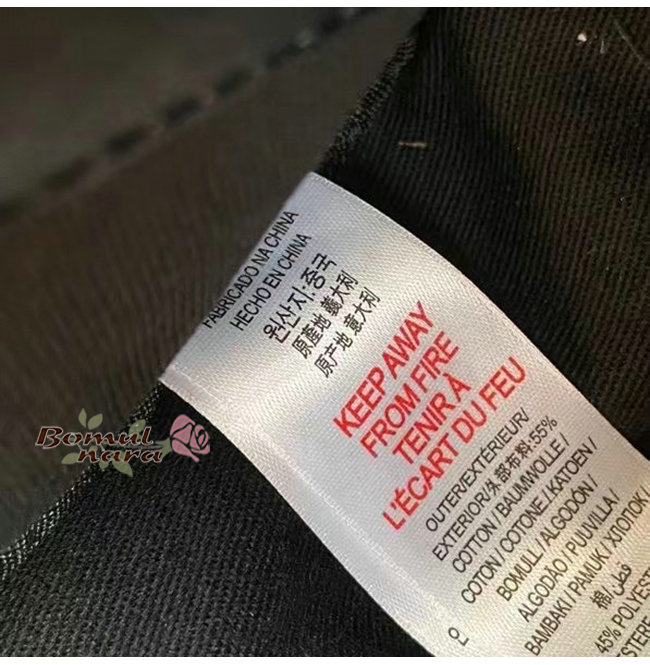 FABRICADO NA CHINA
HECHO EN CHINA
원산지:중국
原產地 義大利
原产地 意大利
KEEP AWAY
FROM FIRE
TENIR À
L'ÉCART DU FEU
OUTER/EXTÉRIEUR/
EXTERIOR/外部布料:55%
COTTON / BAUMWOLLE /
COTON / COTONE / KATOEN /
BOMULL / ALGODÓN /
ALGODAO / PUUVILLA /
BAMBAKI / PAMUK / ХЛОПОК /
棉 / قطن
45% POLYEST
Bomul
nara